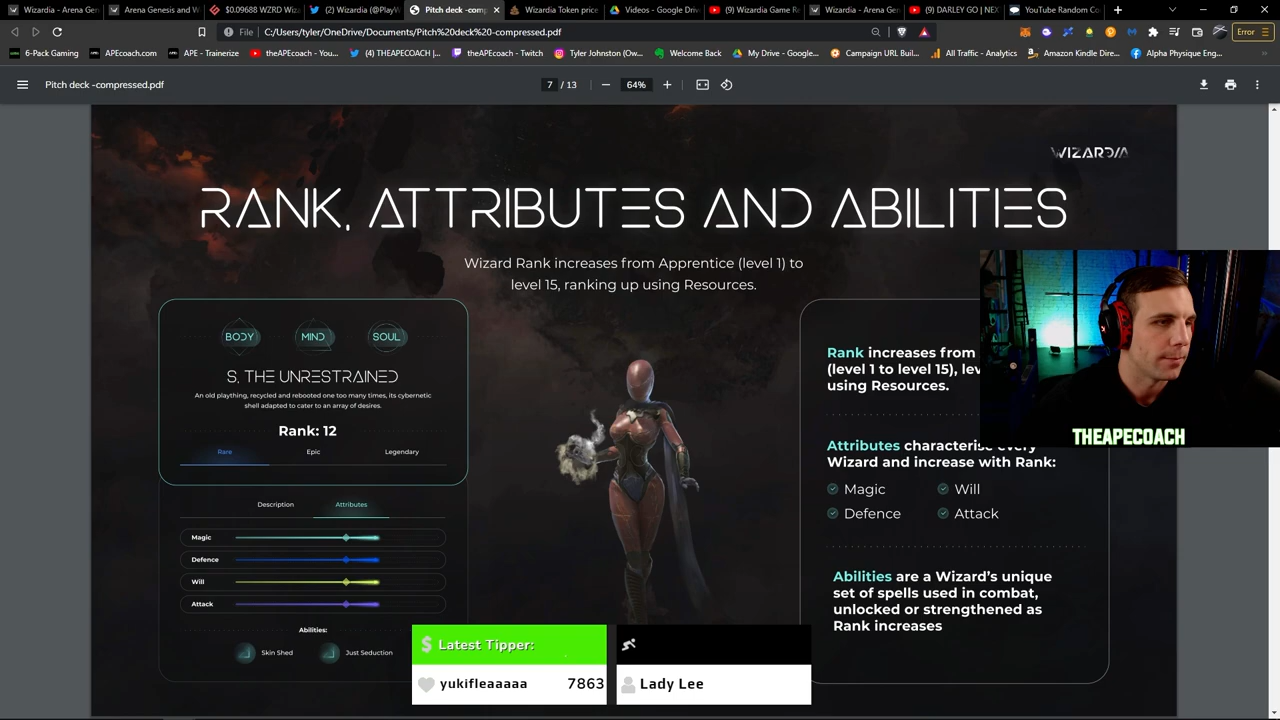 Wizardia - Arena Gen
Arena Genesis and W
$0.09688 WZRD Wiza
Wizardia (@PlayW
Pitch deck -comp
Wizardia Token price
Videos - Google Driv
(9) Wizardia Game Re
Wizardia - Arena Gen
(9) DARLEY GO | NEX
YouTube Random Co
File
C:/Users/tyler/OneDrive/Documents/Pitch%20deck%20-compressed.pdf
Error
6-Pack Gaming
APEcoach.com
APE - Trainerize
theAPEcoach - You...
(4) THEAPECOACH |...
theAPEcoach - Twitch
Tyler Johnston (Ow...
Welcome Back
My Drive - Google...
Campaign URL Buil...
All Traffic - Analytics
Amazon Kindle Dire...
Alpha Physique Eng...
Pitch deck -compressed.pdf
7 / 13
64%
WIZARDIA
RANK, ATTRIBUTES AND ABILITIES
Wizard Rank increases from Apprentice (level 1) to
level 15, ranking up using Resources.
BODY
MIND
SOUL
S, THE UNRESTRAINED
An old plaything, recycled and rebooted one too many times, its cybernetic
shell adapted to cater to an array of desires.
Rank: 12
Rare
Epic
Legendary
Description
Attributes
Magic
Defence
Will
Attack
Abilities:
Skin Shed
Just Seduction
Rank increases from
(level 1 to level 15), le
using Resources.
Attributes characterise every
Wizard and increase with Rank:
Magic
Will
Defence
Attack
Abilities are a Wizard's unique
set of spells used in combat,
unlocked or strengthened as
Rank increases
THEAPECOACH
Latest Tipper:
yukifleaaaaa 7863
Lady Lee